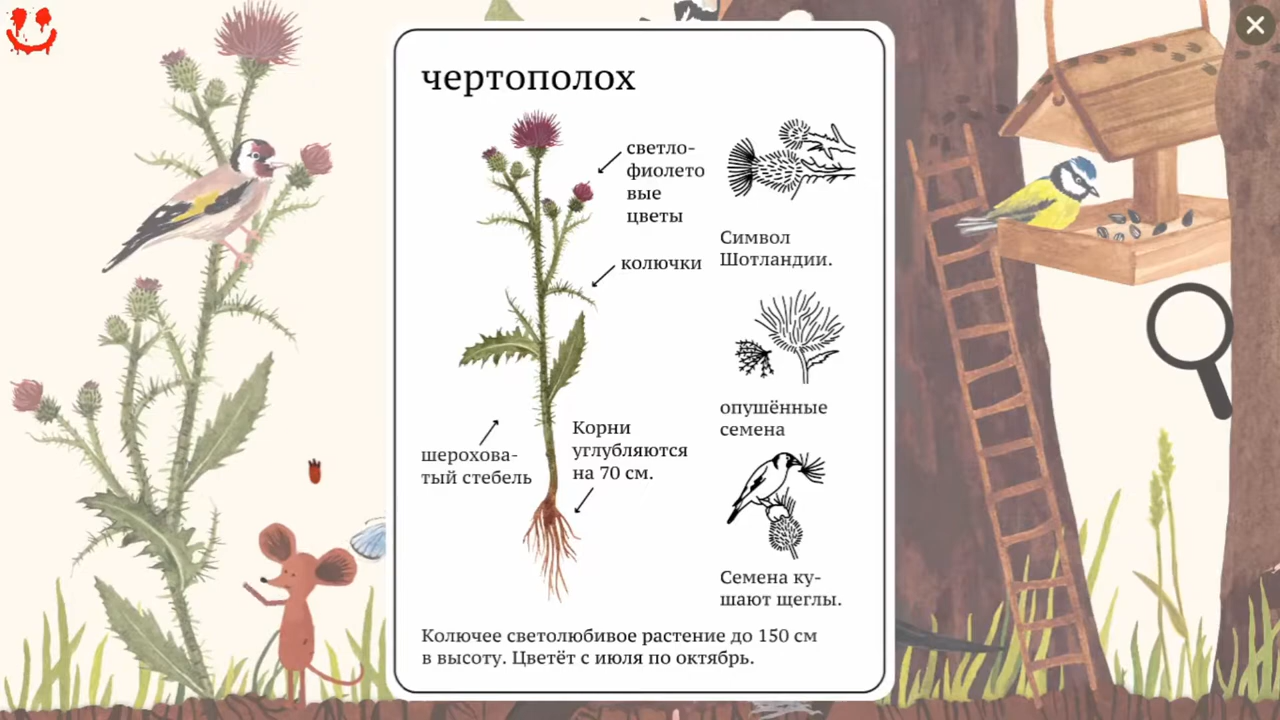 чертополох
светло-
фиолето
вые
цветы
колючки
шерохова-
тый стебель
Корни
углубляются
на 70 см.
Символ
Шотландии.
опушённые
семена
Семена ку-
шают щеглы.
Колючее светолюбивое растение до 150 см
в высоту. Цветёт с июля по октябрь.